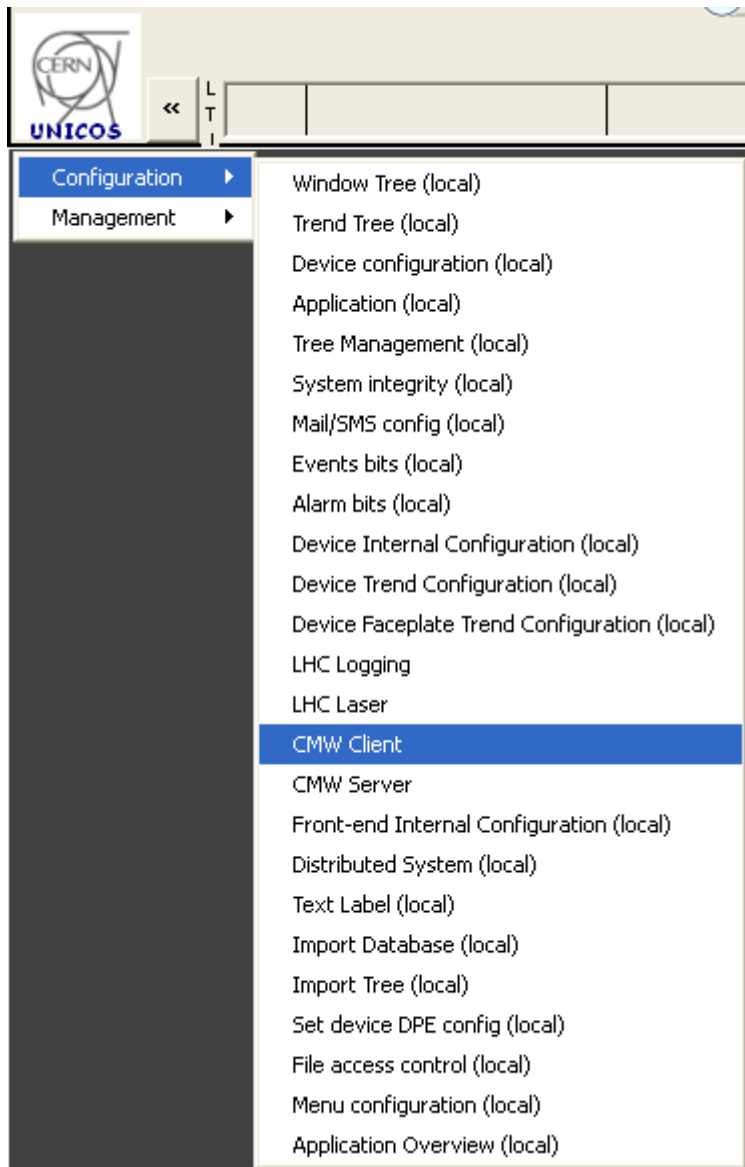 CERN
UNICOS
«
L
T
I
Configuration
Management
Window Tree (local)
Trend Tree (local)
Device configuration (local)
Application (local)
Tree Management (local)
System integrity (local)
Mail/SMS config (local)
Events bits (local)
Alarm bits (local)
Device Internal Configuration (local)
Device Trend Configuration (local)
Device Faceplate Trend Configuration (local)
LHC Logging
LHC Laser
CMW Client
CMW Server
Front-end Internal Configuration (local)
Distributed System (local)
Text Label (local)
Import Database (local)
Import Tree (local)
Set device DPE config (local)
File access control (local)
Menu configuration (local)
Application Overview (local)